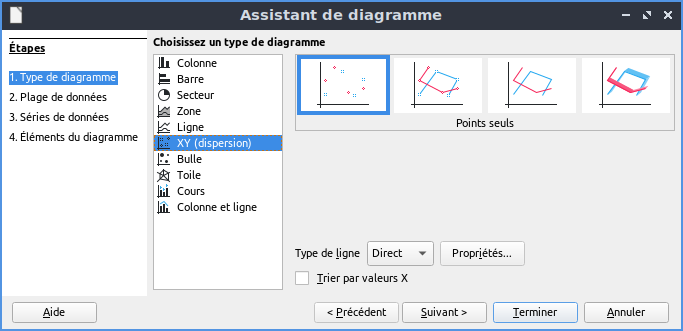 Assistant de diagramme
Étapes
1. Type de diagramme
2. Plage de données
3. Séries de données
4. Éléments du diagramme
Choisissez un type de diagramme
Colonne
Barre
Secteur
Zone
Ligne
XY (dispersion)
Bulle
Toile
Cours
Colonne et ligne
Points seuls
Type de ligne Direct Propriétés...
Trier par valeurs X
Aide < Précédent Suivant > Terminer Annuler